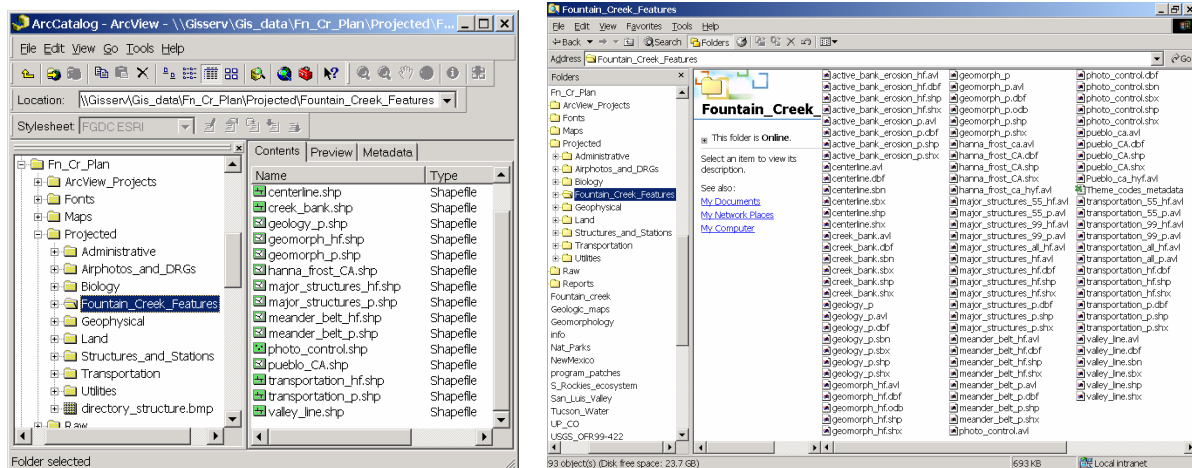 ArcCatalog - ArcView - \\Gisserv\Gis_data\Fn_Cr_Plan\Projected\F...
File Edit View Go Tools Help
Location: \\Gisserv\Gis_data\Fn_Cr_Plan\Projected\Fountain_Creek_Features
Stylesheet FGDC ESRI
Fn_Cr_Plan
ArcView_Projects
Fonts
Maps
Projected
Administrative
Airphotos_and_DRGs
Biology
Fountain_Creek_Features
Geophysical
Land
Structures_and_Stations
Transportation
Utilities
directory_structure.bmp
Raw
Contents Preview Metadata
Name Type
centerline.shp Shapefile
creek_bank.shp Shapefile
geology_p.shp Shapefile
geomorph_hf.shp Shapefile
geomorph_p.shp Shapefile
hanna_frost_CA.shp Shapefile
major_structures_hf.shp Shapefile
major_structures_p.shp Shapefile
meander_belt_hf.shp Shapefile
meander_belt_p.shp Shapefile
photo_control.shp Shapefile
pueblo_CA.shp Shapefile
transportation_hf.shp Shapefile
transportation_p.shp Shapefile
valley_line.shp Shapefile
Folder selected
Fountain_Creek_Features
File Edit View Favorites Tools Help
Back Search Folders
Address Fountain_Creek_Features Go
Folders
Fn_Cr_Plan
ArcView_Projects
Fonts
Maps
Projected
Administrative
Airphotos_and_DRGs
Biology
Fountain_Creek_Features
Geophysical
Land
Structures_and_Stations
Transportation
Utilities
Raw
Reports
Fountain_creek
Geologic_maps
Geomorphology
info
Nat_Parks
NewMexico
program_patches
S_Rockies_ecosystem
San_Luis_Valley
Tucson_Water
UP_CO
USGS_OFR99-422
Fountain_Creek_
This folder is Online.
Select an item to view its
description.
See also:
My Documents
My Network Places
My Computer
active_bank_erosion_hf.avl
active_bank_erosion_hf.dbf
active_bank_erosion_hf.shp
active_bank_erosion_hf.shx
active_bank_erosion_p.avl
active_bank_erosion_p.dbf
active_bank_erosion_p.shp
active_bank_erosion_p.shx
centerline.avl
centerline.dbf
centerline.sbn
centerline.sbx
centerline.shp
centerline.shx
creek_bank.avl
creek_bank.dbf
creek_bank.sbn
creek_bank.sbx
creek_bank.shp
creek_bank.shx
geology_p
geology_p.avl
geology_p.dbf
geology_p.sbn
geology_p.sbx
geology_p.shp
geology_p.shx
geomorph_hf.avl
geomorph_hf.dbf
geomorph_hf.odb
geomorph_hf.shp
geomorph_hf.shx
geomorph_p
geomorph_p.avl
geomorph_p.dbf
geomorph_p.odb
geomorph_p.shp
geomorph_p.shx
hanna_frost_ca.avl
hanna_frost_CA.dbf
hanna_frost_CA.shp
hanna_frost_CA.shx
hanna_frost_ca_hyf.avl
major_structures_55_hf.avl
major_structures_55_p.avl
major_structures_99_hf.avl
major_structures_99_p.avl
major_structures_all_hf.avl
major_structures_hf.dbf
major_structures_hf.shp
major_structures_hf.shx
major_structures_p.dbf
major_structures_p.shp
major_structures_p.shx
meander_belt_hf.avl
meander_belt_hf.dbf
meander_belt_hf.shp
meander_belt_hf.shx
meander_belt_p.avl
meander_belt_p.dbf
meander_belt_p.shp
meander_belt_p.shx
photo_control.avl
photo_control.dbf
photo_control.sbn
photo_control.sbx
photo_control.shp
photo_control.shx
pueblo_ca.avl
pueblo_CA.dbf
pueblo_CA.shp
pueblo_CA.shx
Pueblo_ca_hyf.avl
Theme_codes_metadata
transportation_55_hf.avl
transportation_55_p.avl
transportation_99_hf.avl
transportation_99_p.avl
transportation_all_hf.avl
transportation_all_p.avl
transportation_hf.dbf
transportation_hf.shp
transportation_hf.shx
transportation_p.dbf
transportation_p.shp
transportation_p.shx
valley_line.avl
valley_line.dbf
valley_line.sbn
valley_line.sbx
valley_line.shp
valley_line.shx
93 object(s) (Disk free space: 23.7 GB) 693 KB Local intranet